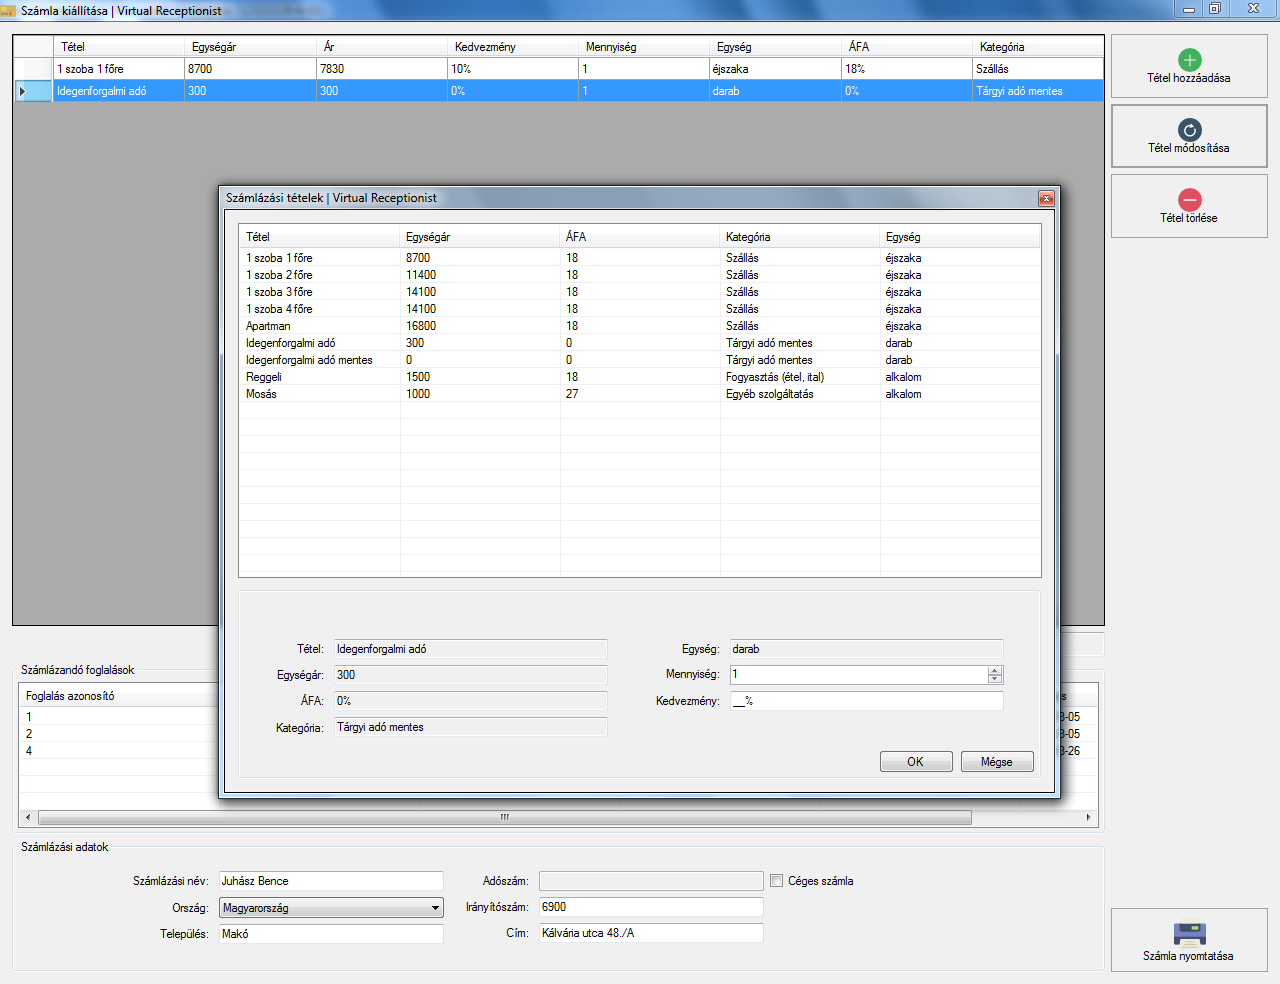 Számla kiállítása | Virtual Receptionist
Tétel Egységár Ár Kedvezmény Mennyiség Egység ÁFA Kategória
1 szoba 1 főre 8700 7830 10% 1 éjszaka 18% Szállás
Idegenforgalmi adó 300 300 0% 1 darab 0% Tárgyi adó mentes
Tétel hozzáadása
Tétel módosítása
Tétel törlése
Számlázási tételek | Virtual Receptionist
Tétel Egységár ÁFA Kategória Egység
1 szoba 1 főre 8700 18 Szállás éjszaka
1 szoba 2 főre 11400 18 Szállás éjszaka
1 szoba 3 főre 14100 18 Szállás éjszaka
1 szoba 4 főre 14100 18 Szállás éjszaka
Apartman 16800 18 Szállás éjszaka
Idegenforgalmi adó 300 0 Tárgyi adó mentes darab
Idegenforgalmi adó mentes 0 0 Tárgyi adó mentes darab
Reggeli 1500 18 Fogyasztás (étel, ital) alkalom
Mosás 1000 27 Egyéb szolgáltatás alkalom
Tétel: Idegenforgalmi adó Egység: darab
Egységár: 300 Mennyiség: 1
ÁFA: 0% Kedvezmény: __%
Kategória: Tárgyi adó mentes
OK Mégse
Számlázandó foglalások
Foglalás azonosító s
1 3-05
2 3-05
4 3-26
Számlázási adatok
Számlázási név: Juhász Bence Adószám: Céges számla
Ország: Magyarország Irányítószám: 6900
Település: Makó Cím: Kálvária utca 48./A
Számla nyomtatása